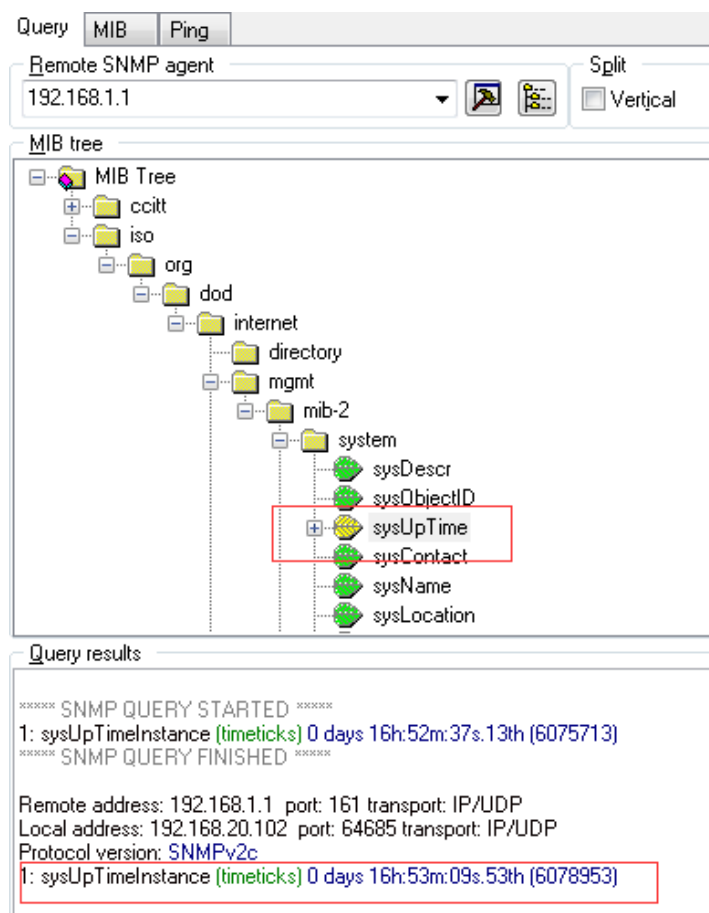 Query MIB Ping
Remote SNMP agent
Split
192.168.1.1
Vertical
MIB tree
MIB Tree
ccitt
iso
org
dod
internet
directory
mgmt
mib-2
system
sysDescr
sysObjectID
sysUpTime
sysContact
sysName
sysLocation
Query results
***** SNMP QUERY STARTED *****
1: sysUpTimeInstance (timeticks) 0 days 16h:52m:37s.13th (6075713)
***** SNMP QUERY FINISHED *****
Remote address: 192.168.1.1 port: 161 transport: IP/UDP
Local address: 192.168.20.102 port: 64685 transport: IP/UDP
Protocol version: SNMPv2c
1: sysUpTimeInstance (timeticks) 0 days 16h:53m:09s.53th (6078953)